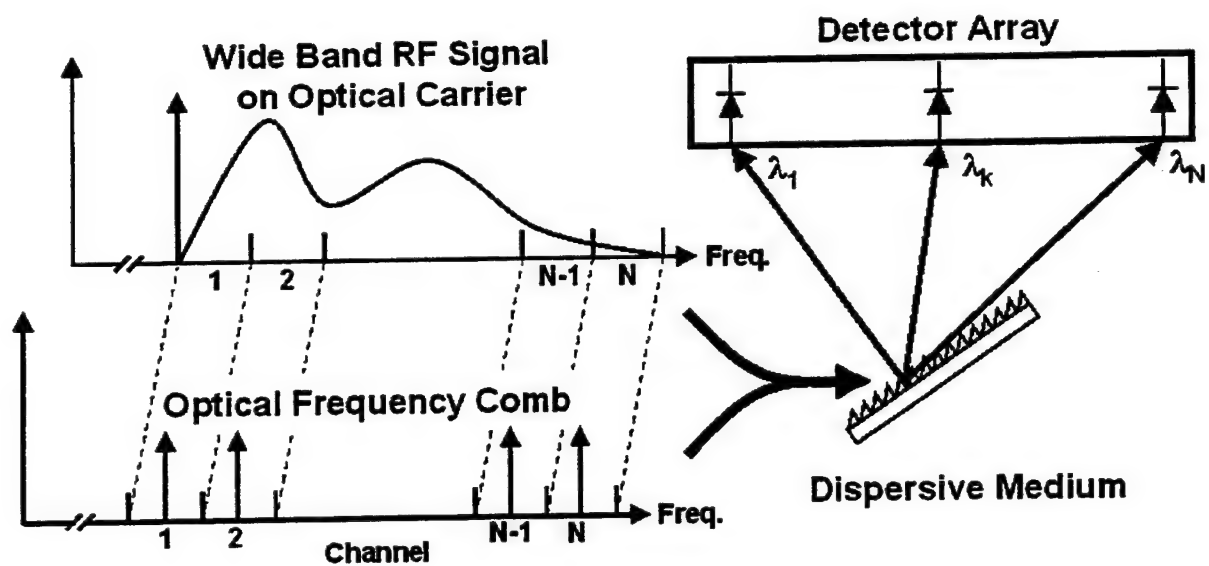 Wide Band RF Signal
on Optical Carrier
1 2 N-1 N Freq.
Optical Frequency Comb
1 2 N-1 N Freq.
Channel
Detector Array
λ1 λK λN
Dispersive Medium